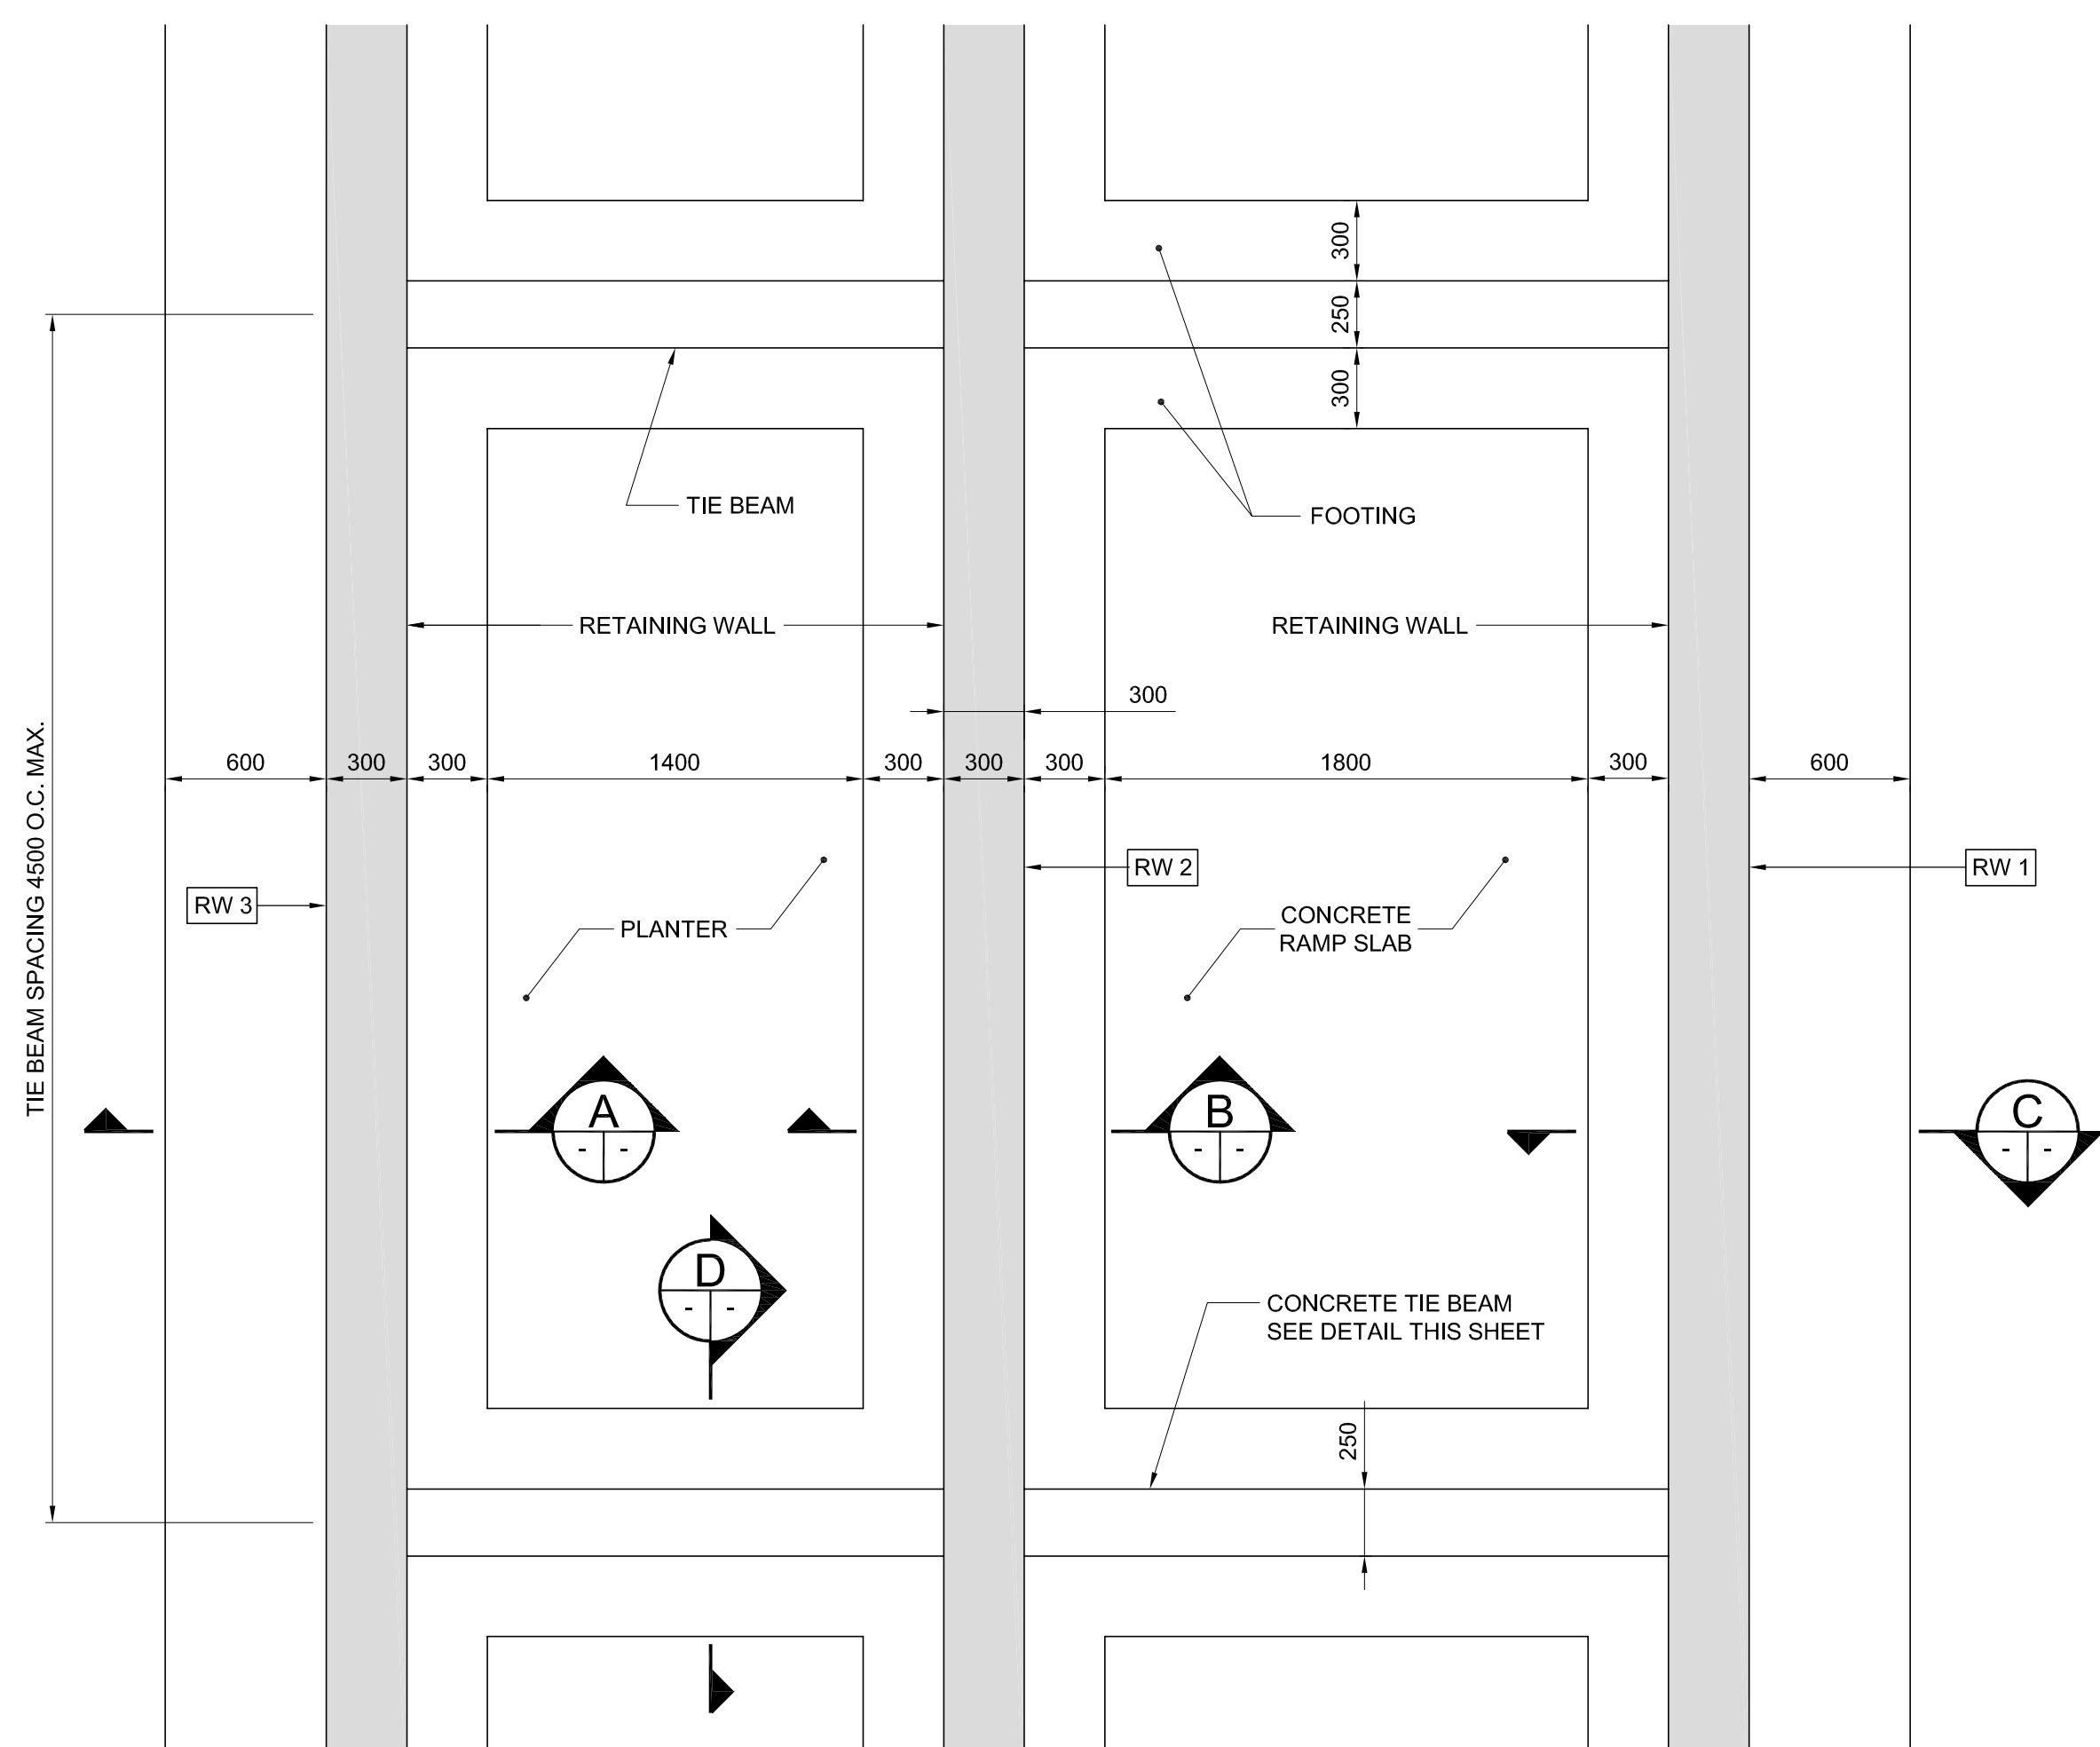 300
250
300
TIE BEAM
FOOTING
RETAINING WALL
RETAINING WALL
300
TIE BEAM SPACING 4500 O.C. MAX.
600
300
300
1400
300
300
300
1800
300
600
RW 3
RW 2
RW 1
PLANTER
CONCRETE
RAMP SLAB
A
- -
B
- -
C
- -
D
- -
CONCRETE TIE BEAM
SEE DETAIL THIS SHEET
250